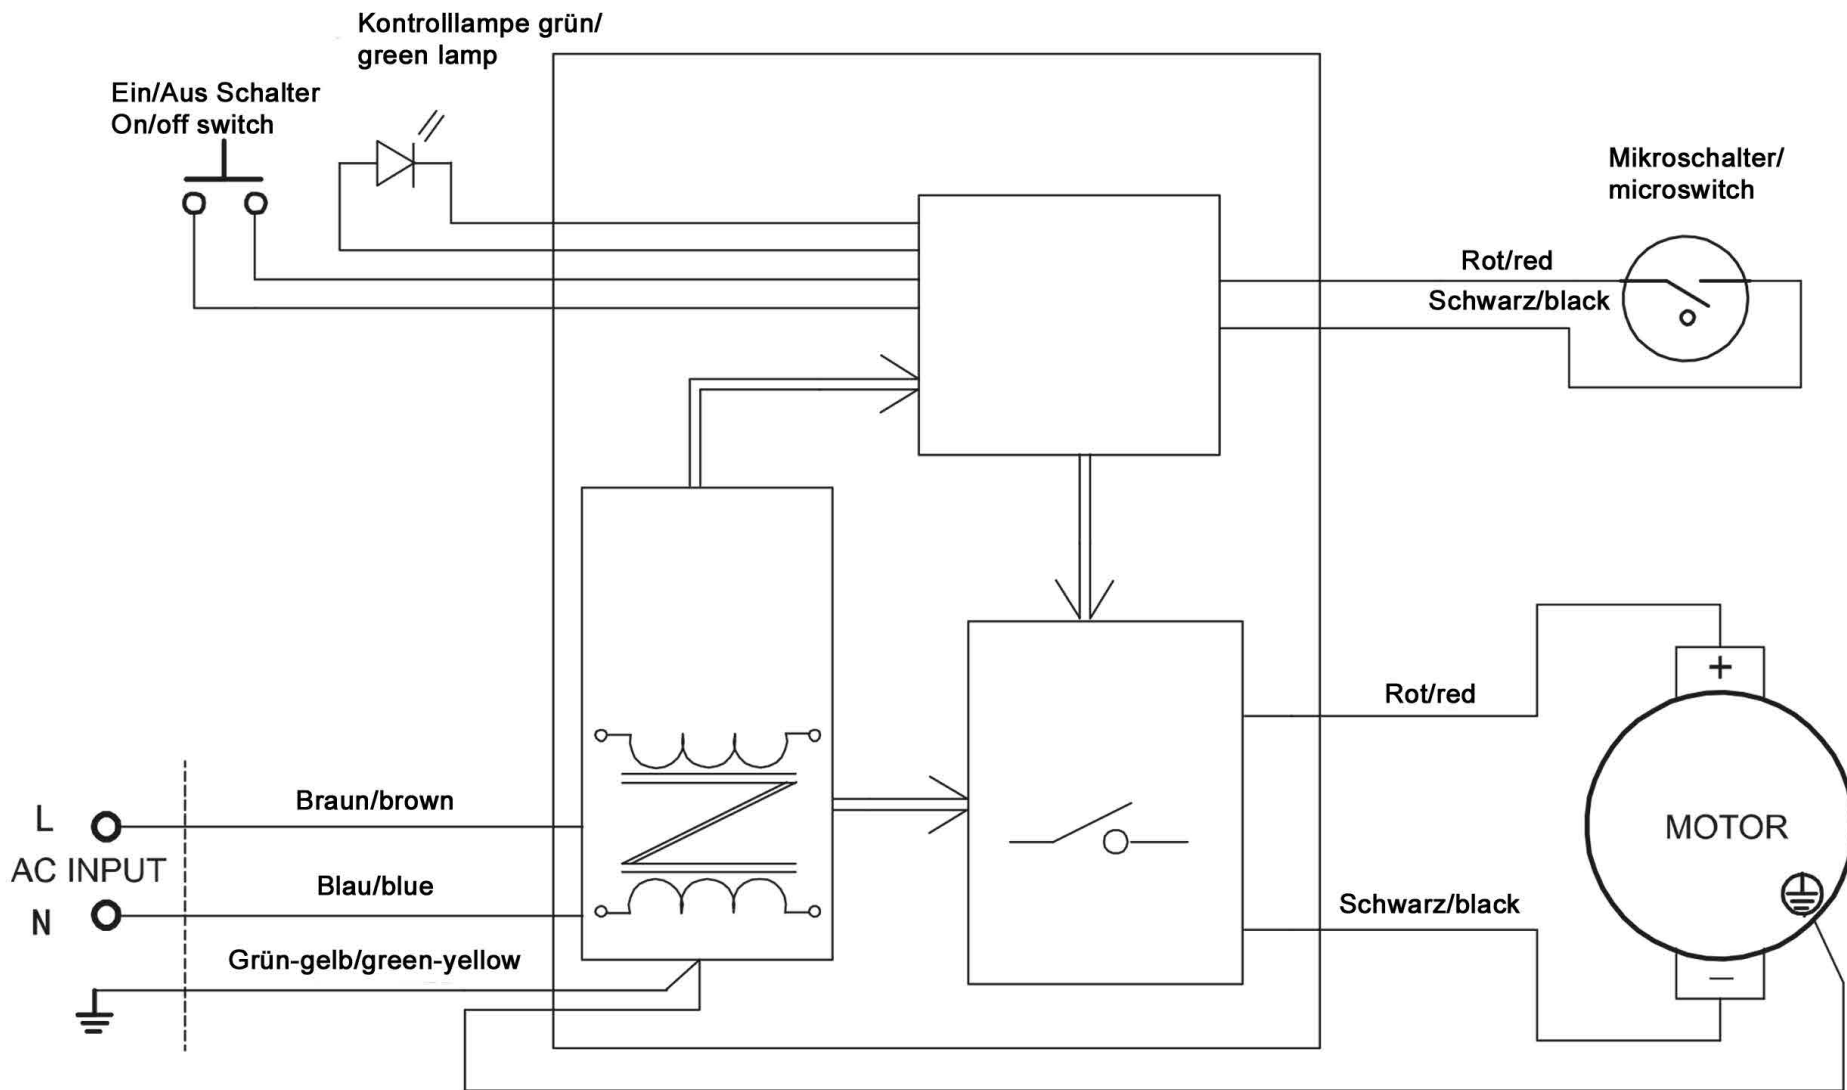 Kontrolllampe grün/
green lamp
Ein/Aus Schalter
On/off switch
Mikroschalter/
microswitch
Rot/red
Schwarz/black
Rot/red
+
Braun/brown
L
MOTOR
AC INPUT
Blau/blue
N
Schwarz/black
Grün-gelb/green-yellow
−